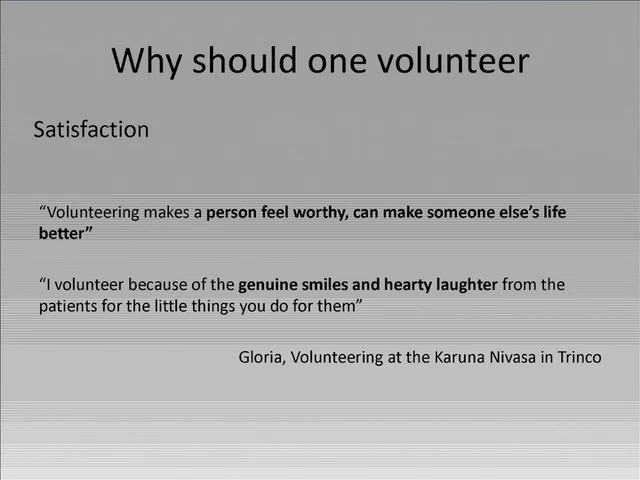 Why should one volunteer
Satisfaction
“Volunteering makes a person feel worthy, can make someone else’s life
better”
“I volunteer because of the genuine smiles and hearty laughter from the
patients for the little things you do for them”
Gloria, Volunteering at the Karuna Nivasa in Trinco